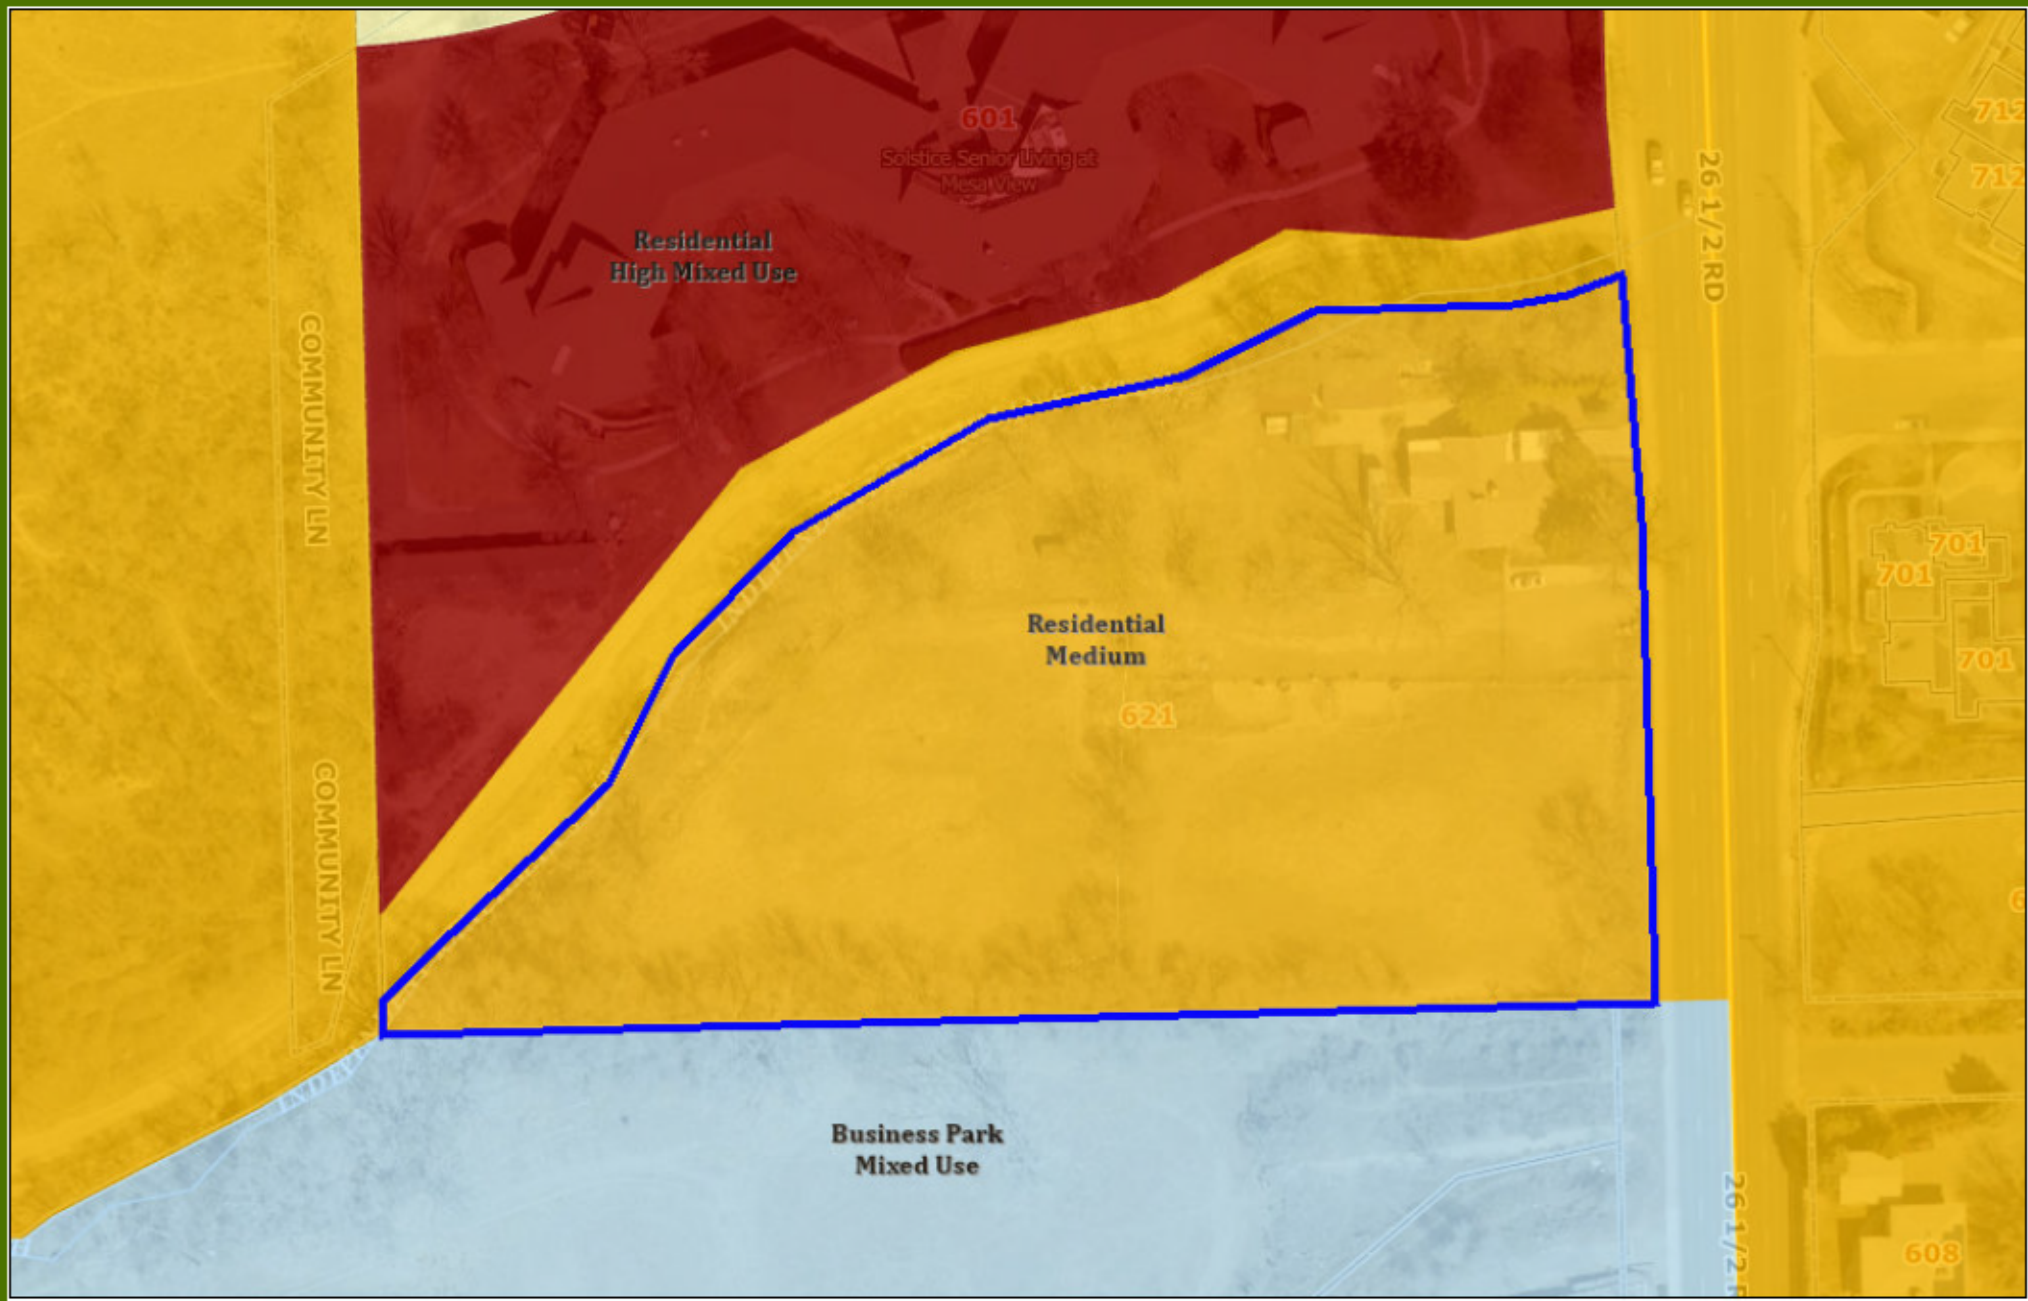 712
601
Solstice Senior Living at
Mesa View
712
26 1/2 RD
Residential
High Mixed Use
COMMUNITY LN
701
701
Residential
Medium
701
621
COMMUNITY LN
Business Park
Mixed Use
26 1/2
608